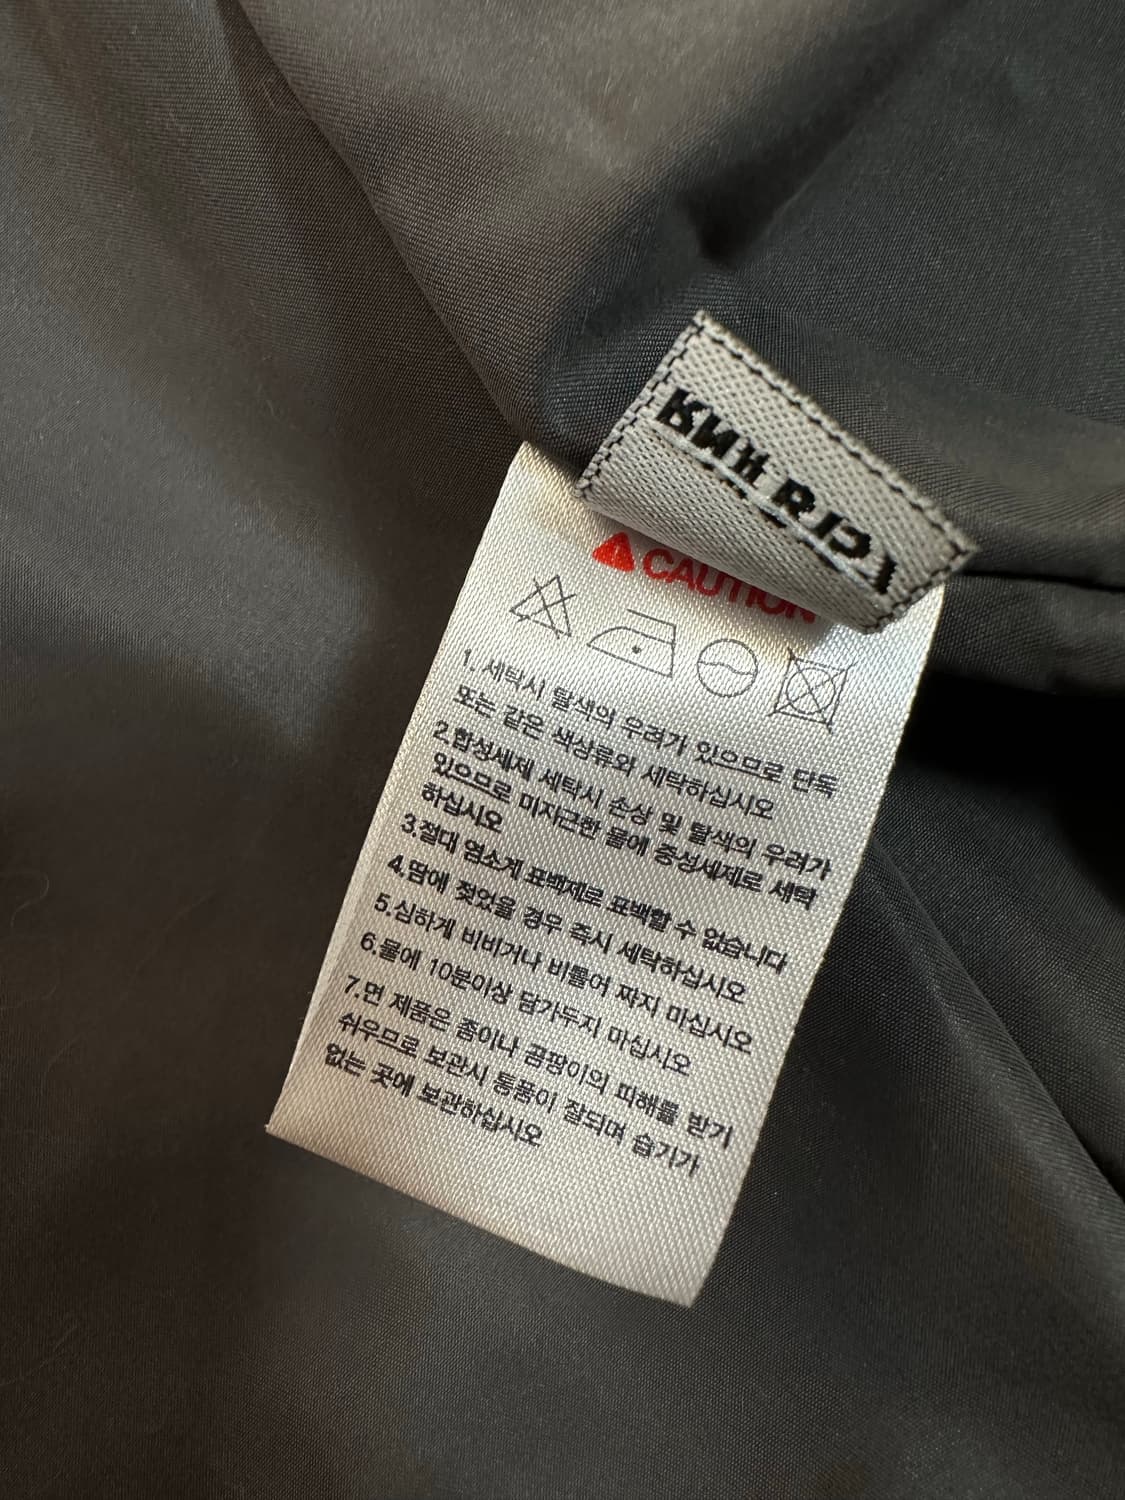 CAUTION
1. 세탁시 탈색의 우려가 있으므로 단독
또는 같은 색상류와 세탁하십시오
2.합성세제 세탁시 손상 및 탈색의 우려가
있으므로 미지근한 물에 중성세제로 세탁
하십시오
3.절대 염소계 표백제로 표백할 수 없습니다
4.땀에 젖었을 경우 즉시 세탁하십시오
5.심하게 비비거나 비틀어 짜지 마십시오
6.물에 10분이상 담가두지 마십시오
7.면 제품은 종이나 곰팡이의 피해를 받기
쉬우므로 보관시 통품이 잘되며 습기가
없는 곳에 보관하십시오